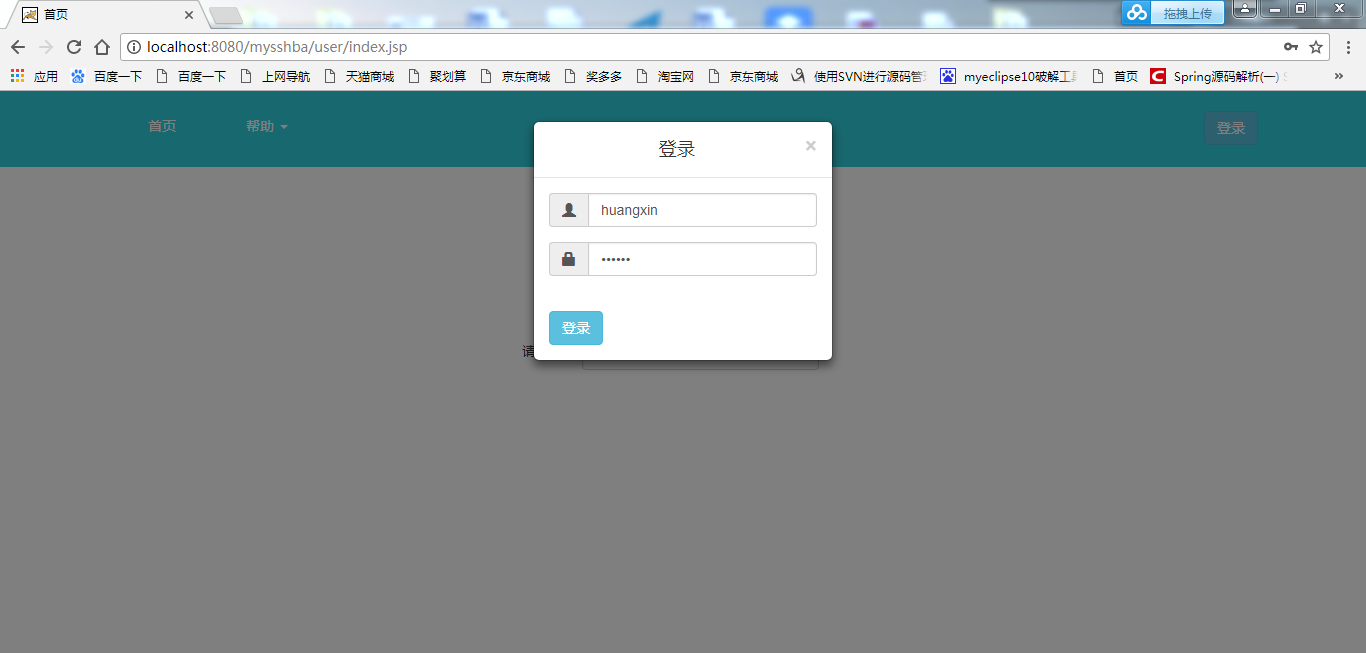 首页
拖拽上传
localhost:8080/mysshba/user/index.jsp
应用 百度一下 百度一下 上网导航 天猫商城 聚划算 京东商城 奖多多 淘宝网 京东商城 使用SVN进行源码管 myeclipse10破解工 首页 Spring源码解析(一) »
首页 帮助 登录
登录 ×
huangxin
••••••
登录
请